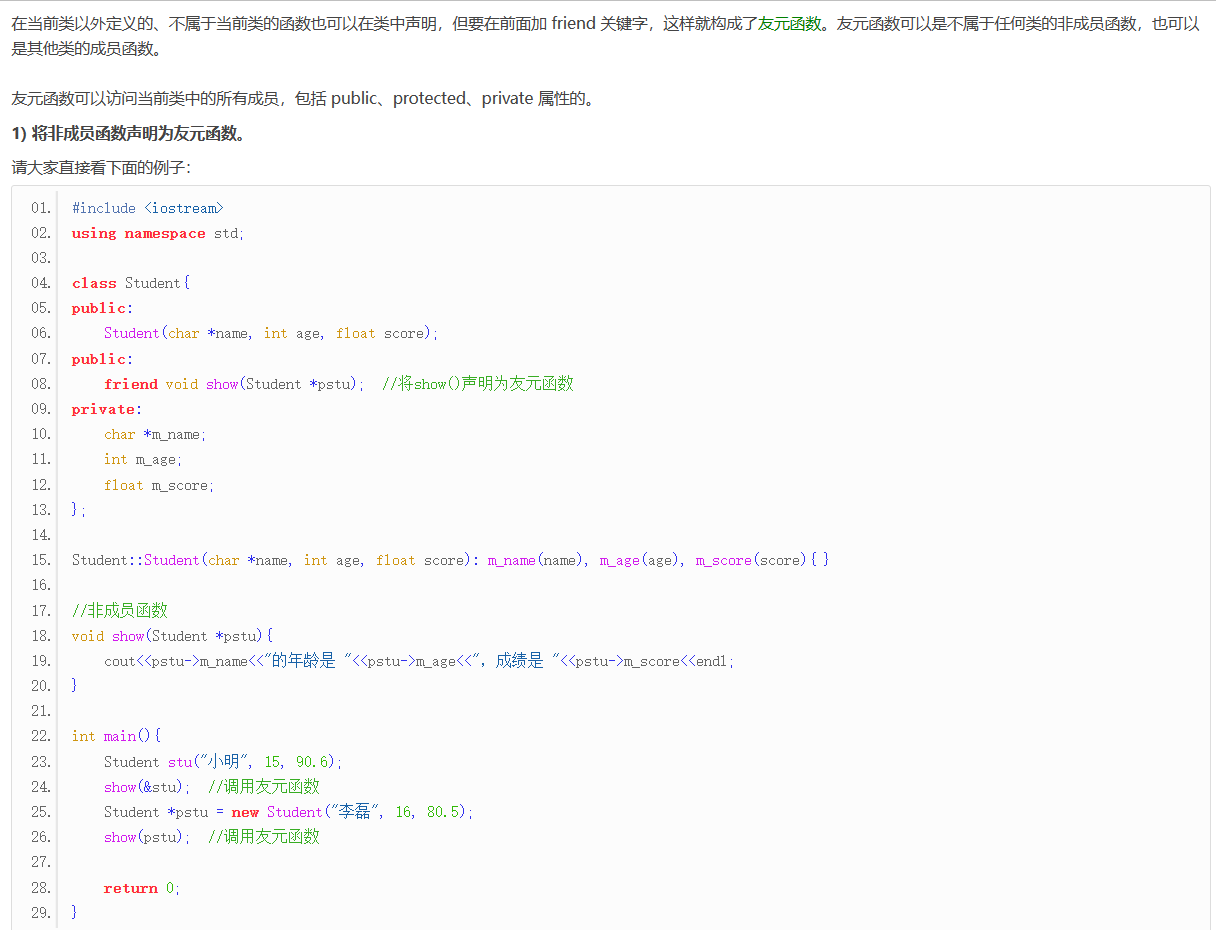 在当前类以外定义的、不属于当前类的函数也可以在类中声明，但要在前面加 friend 关键字，这样就构成了友元函数。友元函数可以是不属于任何类的非成员函数，也可以
是其他类的成员函数。
友元函数可以访问当前类中的所有成员，包括 public、protected、private 属性的。
1) 将非成员函数声明为友元函数。
请大家直接看下面的例子：
01. #include <iostream>
02. using namespace std;
03.
04. class Student{
05. public:
06.     Student(char *name, int age, float score);
07. public:
08.     friend void show(Student *pstu);  //将show()声明为友元函数
09. private:
10.     char *m_name;
11.     int m_age;
12.     float m_score;
13. };
14.
15. Student::Student(char *name, int age, float score): m_name(name), m_age(age), m_score(score){ }
16.
17. //非成员函数
18. void show(Student *pstu){
19.     cout<<pstu->m_name<<"的年龄是 "<<pstu->m_age<<"，成绩是 "<<pstu->m_score<<endl;
20. }
21.
22. int main(){
23.     Student stu("小明", 15, 90.6);
24.     show(&stu);  //调用友元函数
25.     Student *pstu = new Student("李磊", 16, 80.5);
26.     show(pstu);  //调用友元函数
27.
28.     return 0;
29. }